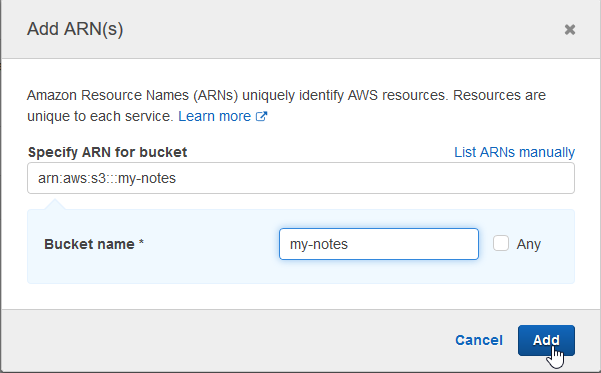 Add ARN(s)
Amazon Resource Names (ARNs) uniquely identify AWS resources. Resources are
unique to each service. Learn more
Specify ARN for bucket List ARNs manually
arn:aws:s3:::my-notes
Bucket name * my-notes Any
Cancel Add